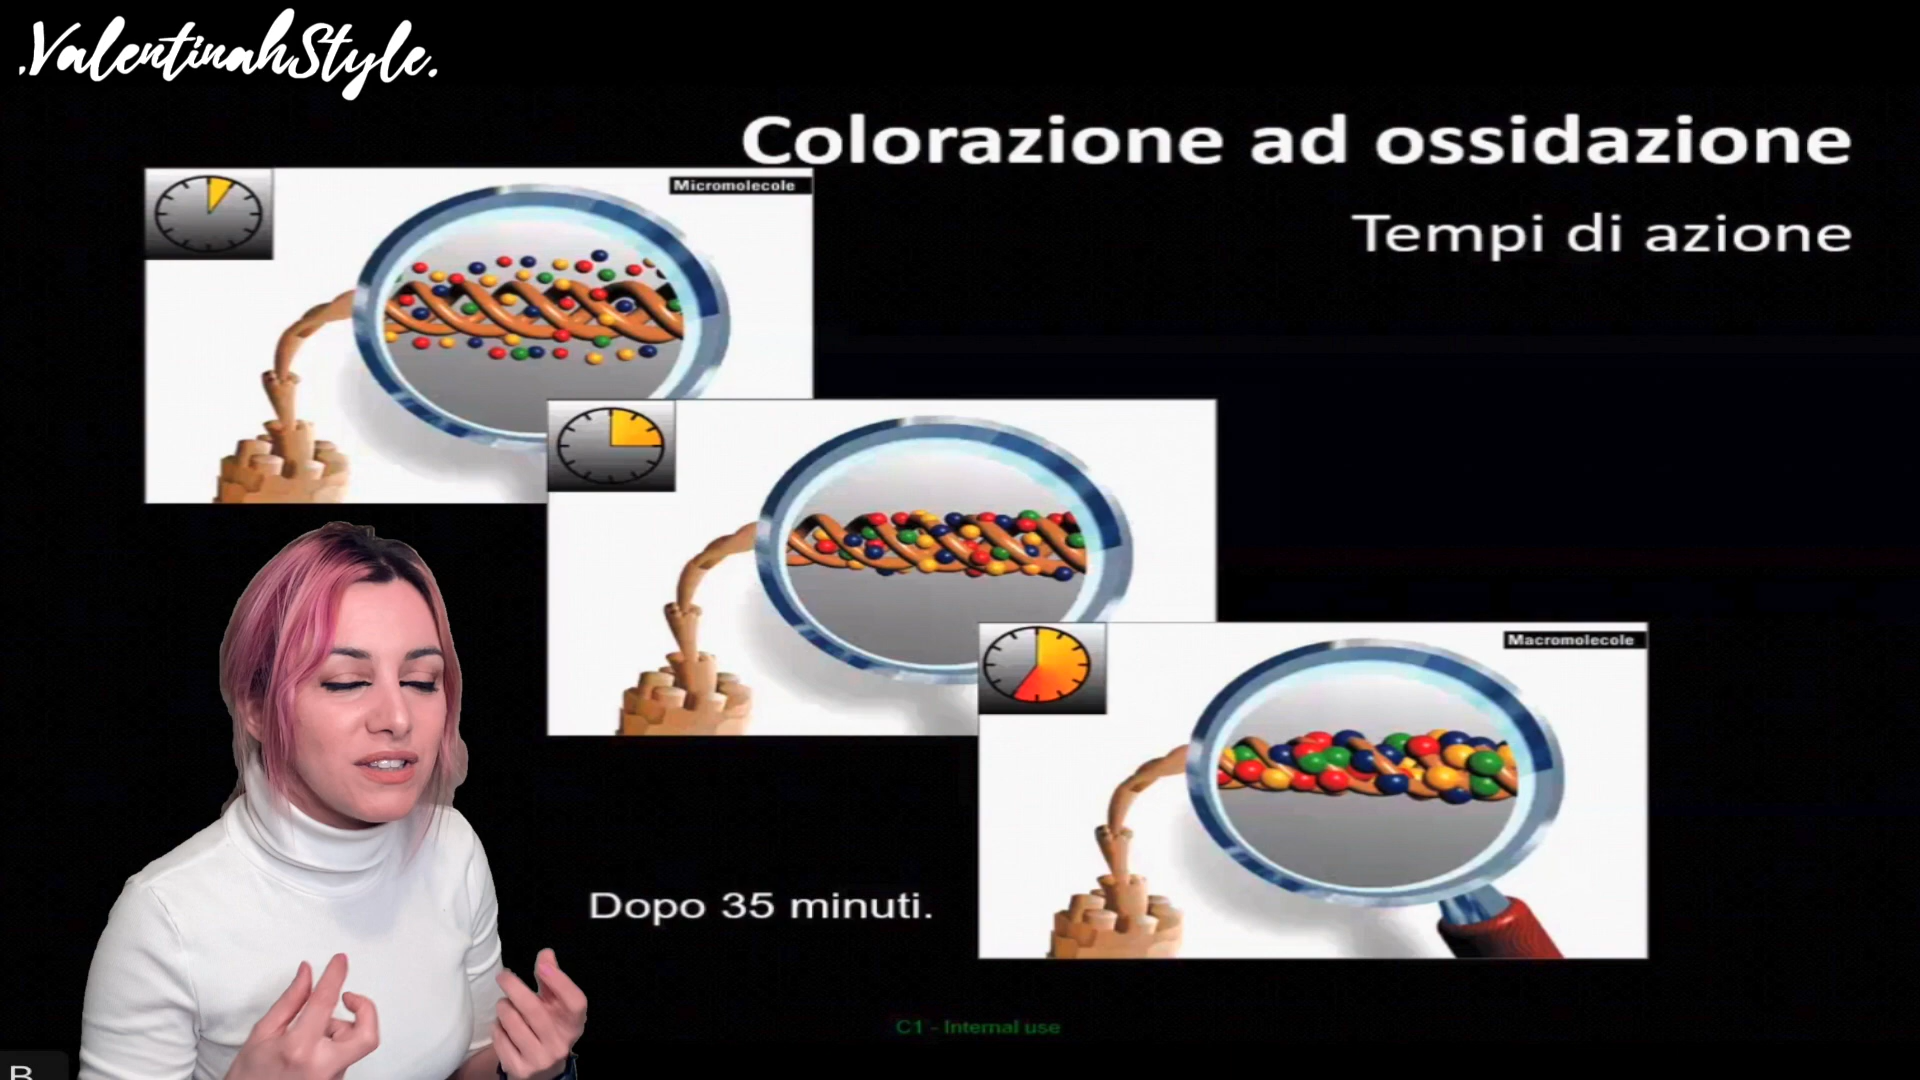 .ValentinahStyle.
Colorazione ad ossidazione
Tempi di azione
Micromolecole
Macromolecole
Dopo 35 minuti.
C1 - Internal use
B